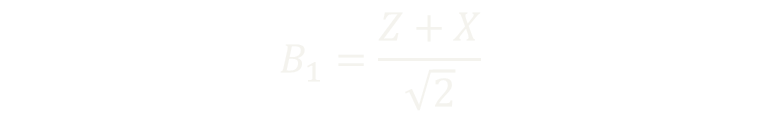 B₁ = (Z + X) / √2